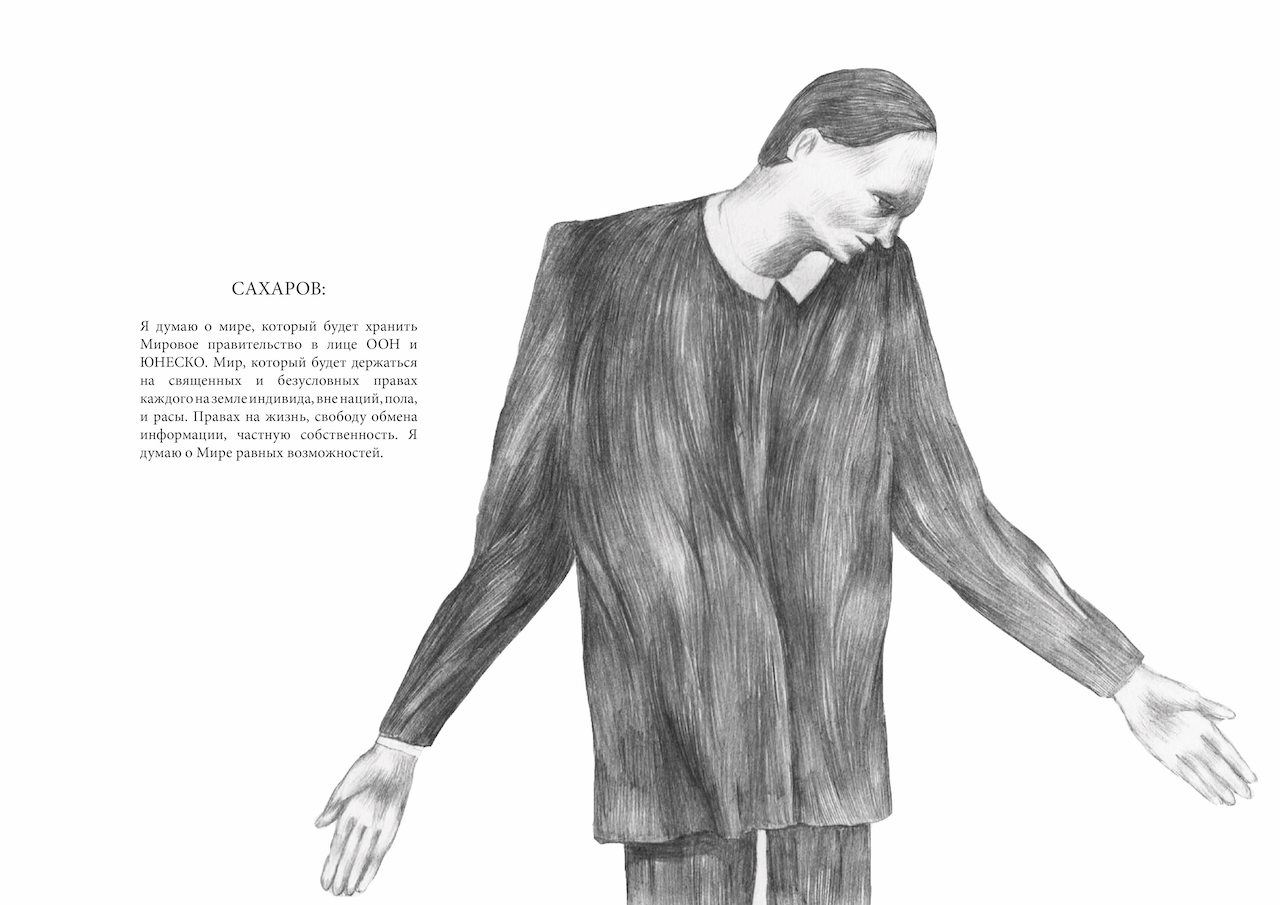 САХАРОВ:
Я думаю о мире, который будет хранить
Мировое правительство в лице ООН и
ЮНЕСКО. Мир, который будет держаться
на священных и безусловных правах
каждого на земле индивида, вне наций, пола,
и расы. Правах на жизнь, свободу обмена
информации, частную собственность. Я
думаю о Мире равных возможностей.